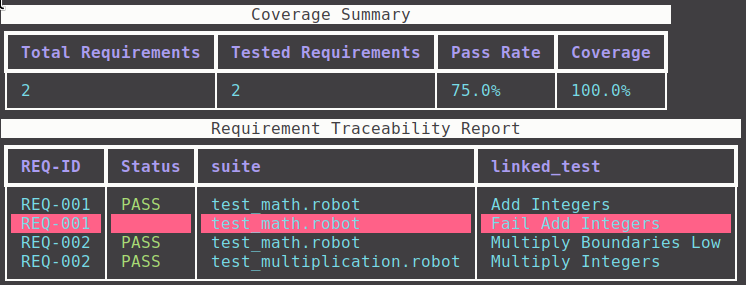 Coverage Summary
Total Requirements Tested Requirements Pass Rate Coverage
2 2 75.0% 100.0%
Requirement Traceability Report
REQ-ID Status suite linked_test
REQ-001 PASS test_math.robot Add Integers
REQ-001 test_math.robot Fail Add Integers
REQ-002 PASS test_math.robot Multiply Boundaries Low
REQ-002 PASS test_multiplication.robot Multiply Integers